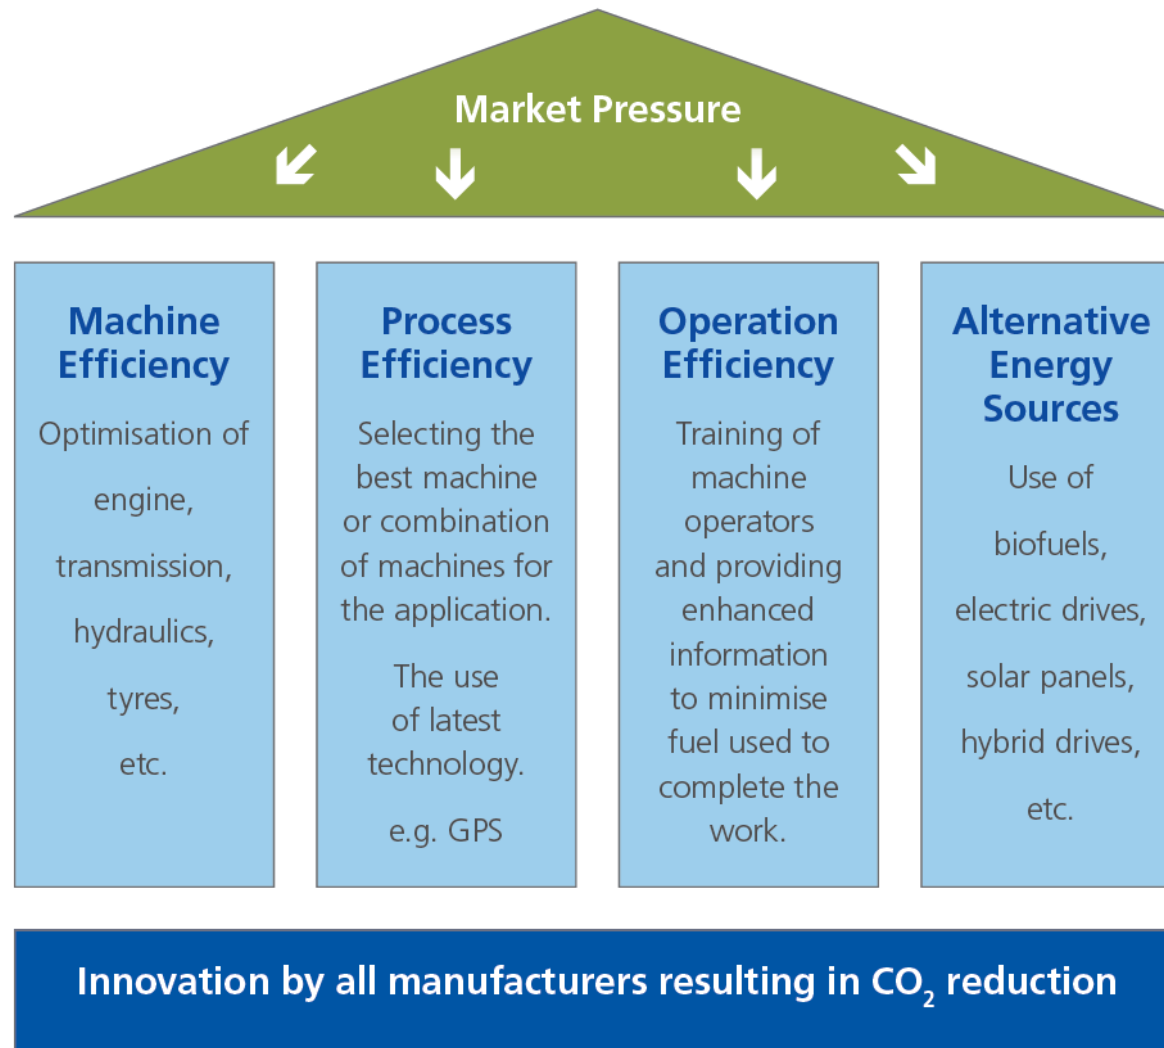 Market Pressure
Machine
Efficiency
Optimisation of
engine,
transmission,
hydraulics,
tyres,
etc.
Process
Efficiency
Selecting the
best machine
or combination
of machines for
the application.
The use
of latest
technology.
e.g. GPS
Operation
Efficiency
Training of
machine
operators
and providing
enhanced
information
to minimise
fuel used to
complete the
work.
Alternative
Energy
Sources
Use of
biofuels,
electric drives,
solar panels,
hybrid drives,
etc.
Innovation by all manufacturers resulting in CO₂ reduction